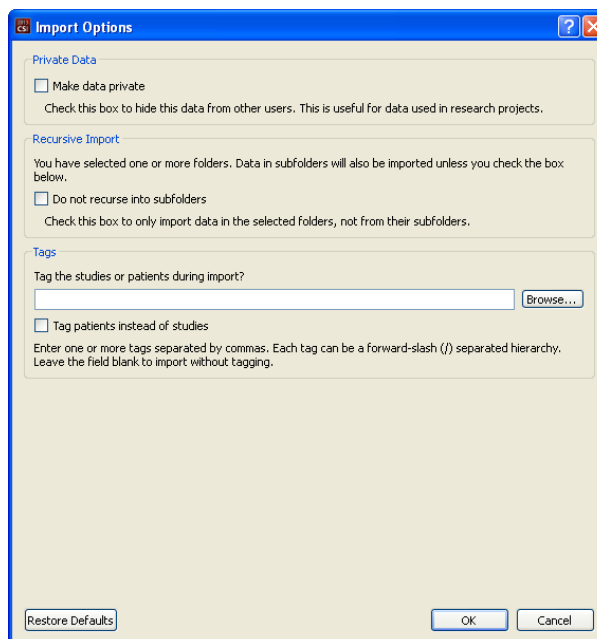 Import Options
Private Data
Make data private
Check this box to hide this data from other users. This is useful for data used in research projects.
Recursive Import
You have selected one or more folders. Data in subfolders will also be imported unless you check the box
below.
Do not recurse into subfolders
Check this box to only import data in the selected folders, not from their subfolders.
Tags
Tag the studies or patients during import?
Browse...
Tag patients instead of studies
Enter one or more tags separated by commas. Each tag can be a forward-slash (/) separated hierarchy.
Leave the field blank to import without tagging.
Restore Defaults
OK
Cancel